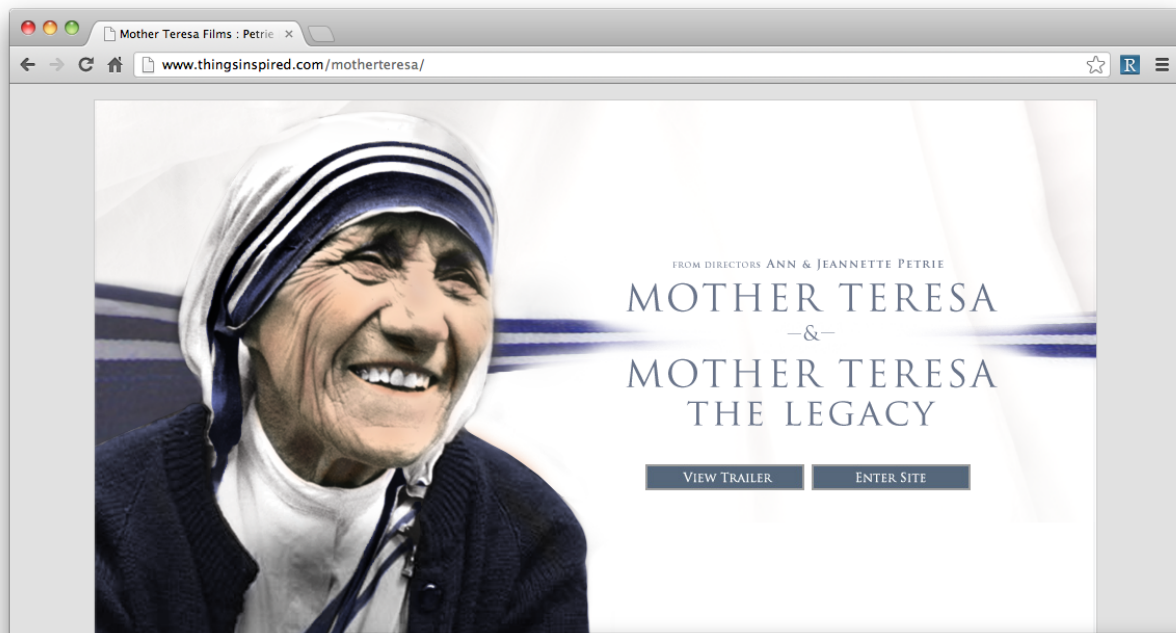 Mother Teresa Films : Petrie
www.thingsinspired.com/motherteresa/
R
FROM DIRECTORS ANN & JEANNETTE PETRIE
MOTHER TERESA
—&—
MOTHER TERESA
THE LEGACY
VIEW TRAILER
ENTER SITE